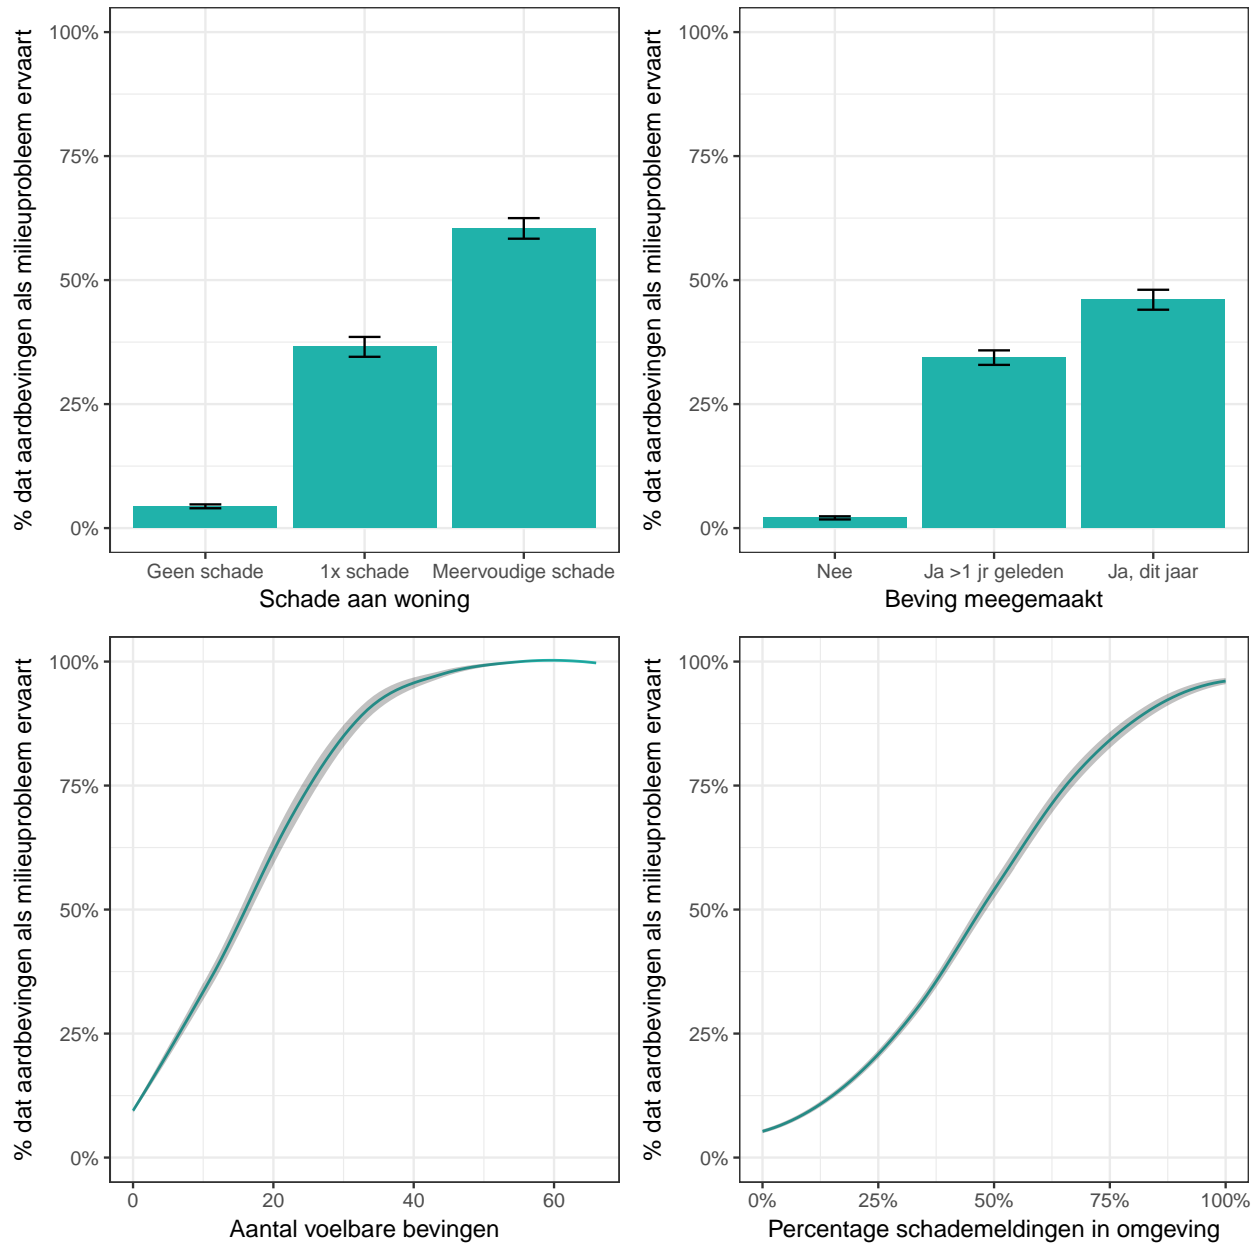 % dat aardbevingen als milieuprobleem ervaart
100%
75%
50%
25%
0%
Geen schade 1x schade Meervoudige schade
Schade aan woning
% dat aardbevingen als milieuprobleem ervaart
100%
75%
50%
25%
0%
Nee Ja >1 jr geleden Ja, dit jaar
Beving meegemaakt
% dat aardbevingen als milieuprobleem ervaart
100%
75%
50%
25%
0%
0 20 40 60
Aantal voelbare bevingen
% dat aardbevingen als milieuprobleem ervaart
100%
75%
50%
25%
0%
0% 25% 50% 75% 100%
Percentage schademeldingen in omgeving